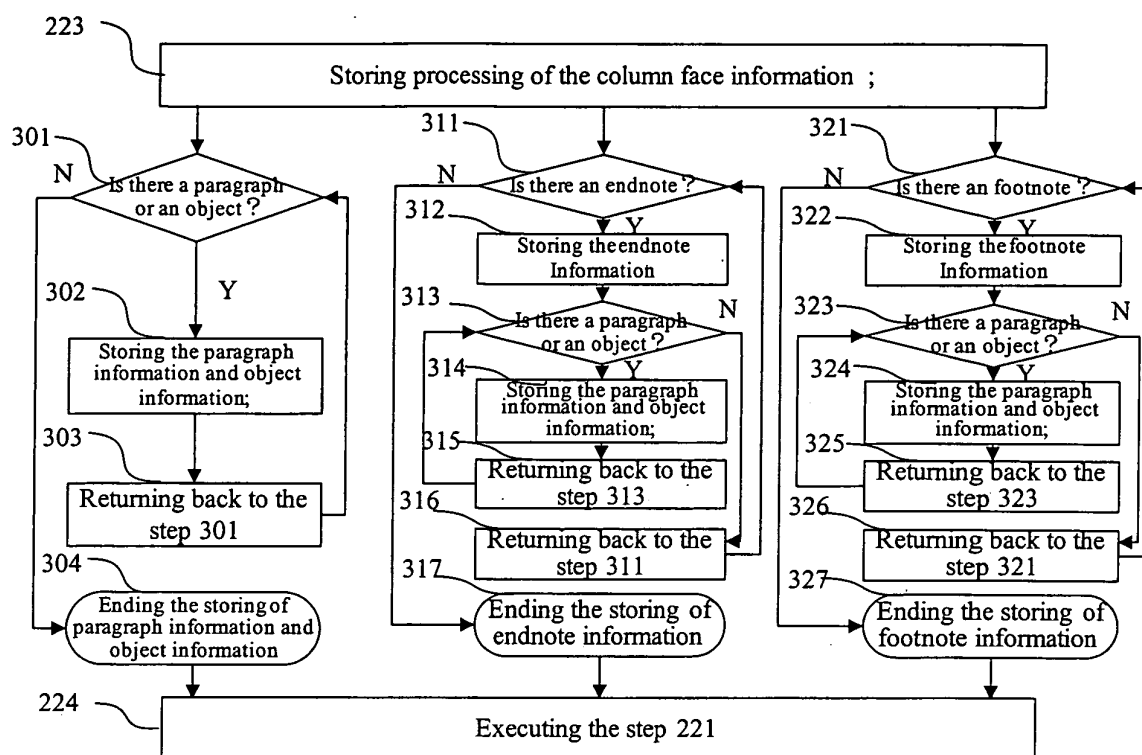 223
Storing processing of the column face information ;
301
N
Is there a paragraph
or an object ?
Y
302
Storing the paragraph
information and object
information;
303
Returning back to the
step 301
304
Ending the storing of
paragraph information and
object information
311
N
Is there an endnote ?
Y
312
Storing the endnote
Information
313
N
Is there a paragraph
or an object ?
Y
314
Storing the paragraph
information and object
information;
315
Returning back to the
step 313
316
Returning back to the
step 311
317
Ending the storing of
endnote information
321
N
Is there an footnote ?
Y
322
Storing the footnote
Information
323
N
Is there a paragraph
or an object ?
Y
324
Storing the paragraph
information and object
information;
325
Returning back to the
step 323
326
Returning back to the
step 321
327
Ending the storing of
footnote information
224
Executing the step 221